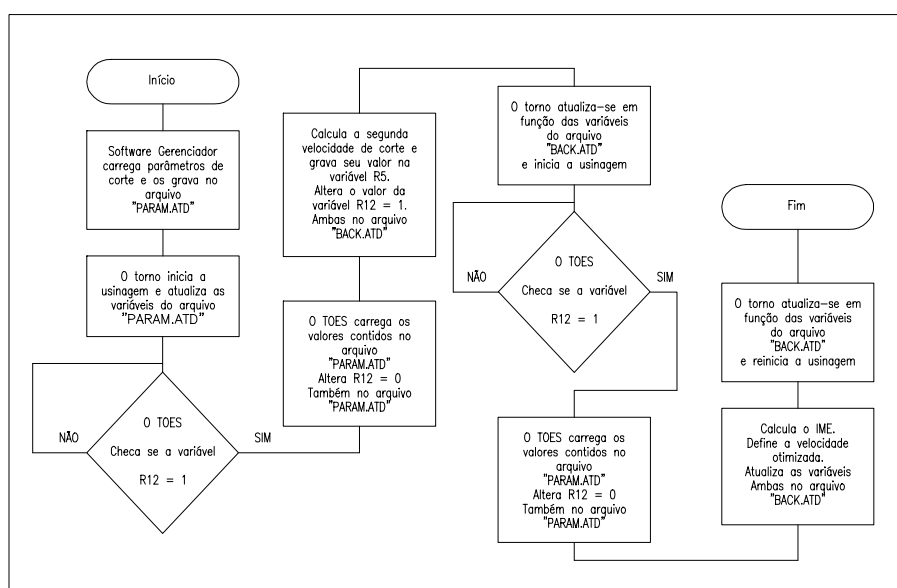 Início
Software Gerenciador
carrega parâmetros de
corte e os grava no
arquivo
"PARAM.ATD"
O torno inicia a
usinagem e atualiza as
variáveis do arquivo
"PARAM.ATD"
O TOES
NÃO
SIM
Checa se a variável
R12 = 1
O TOES carrega os
valores contidos no
arquivo
"PARAM.ATD"
Altera R12 = 0
Também no arquivo
"PARAM.ATD"
Calcula a segunda
velocidade de corte e
grava seu valor na
variável R5.
Altera o valor da
variável R12 = 1.
Ambas no arquivo
"BACK.ATD"
O torno atualiza-se em
função das variáveis
do arquivo
"BACK.ATD"
e inicia a usinagem
O TOES
NÃO
SIM
Checa se a variável
R12 = 1
O TOES carrega os
valores contidos no
arquivo
"PARAM.ATD"
Altera R12 = 0
Também no arquivo
"PARAM.ATD"
Calcula o IME.
Define a velocidade
otimizada.
Atualiza as variáveis
Ambas no arquivo
"BACK.ATD"
O torno atualiza-se em
função das variáveis
do arquivo
"BACK.ATD"
e reinicia a usinagem
Fim